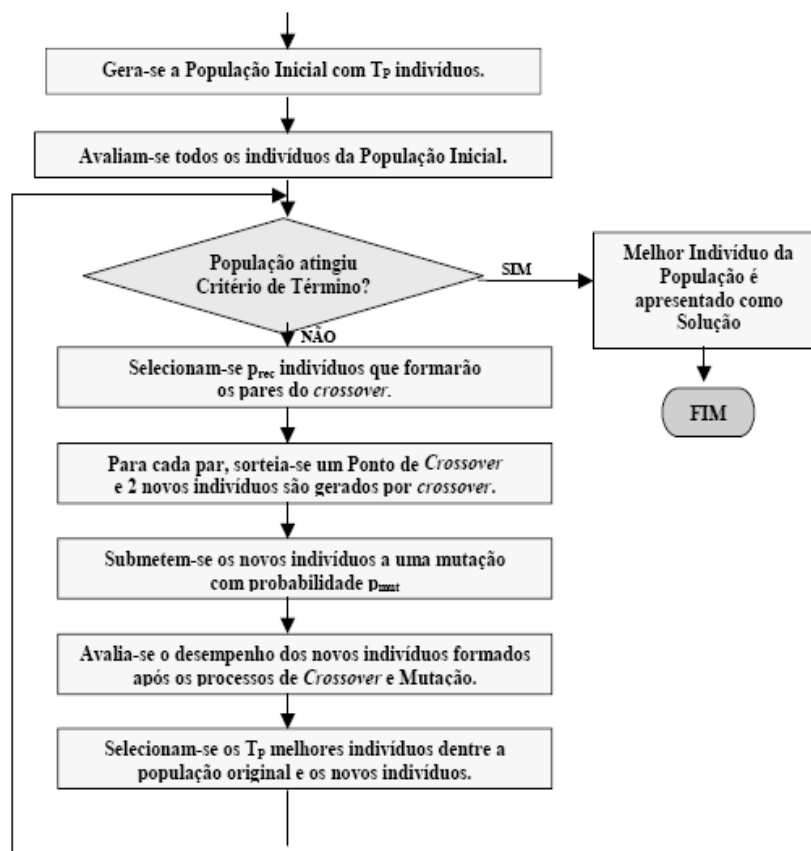 Gera-se a População Inicial com TP indivíduos.
Avaliam-se todos os indivíduos da População Inicial.
População atingiu
Critério de Término?
SIM
Melhor Indivíduo da
População é
apresentado como
Solução
FIM
NÃO
Selecionam-se prec indivíduos que formarão
os pares do crossover.
Para cada par, sorteia-se um Ponto de Crossover
e 2 novos indivíduos são gerados por crossover.
Submetem-se os novos indivíduos a uma mutação
com probabilidade pmut
Avalia-se o desempenho dos novos indivíduos formados
após os processos de Crossover e Mutação.
Selecionam-se os TP melhores indivíduos dentre a
população original e os novos indivíduos.